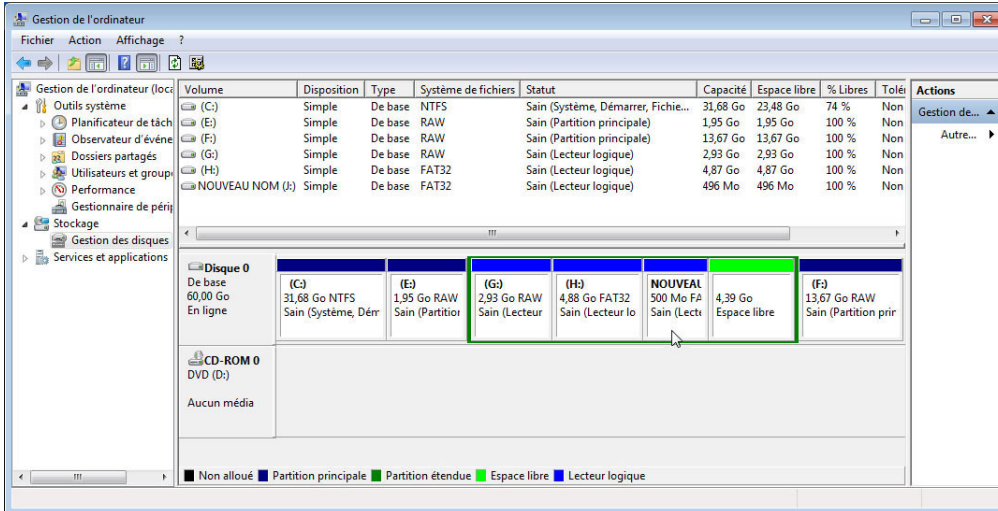 Gestion de l'ordinateur
Fichier Action Affichage ?
Gestion de l'ordinateur (loca
Outils système
Planificateur de tâch
Observateur d'événe
Dossiers partagés
Utilisateurs et groupe
Performance
Gestionnaire de périp
Stockage
Gestion des disques
Services et applications
Volume Disposition Type Système de fichiers Statut Capacité Espace libre % Libres Tolér
(C:) Simple De base NTFS Sain (Système, Démarrer, Fichie... 31,68 Go 23,48 Go 74 % Non
(E:) Simple De base RAW Sain (Partition principale) 1,95 Go 1,95 Go 100 % Non
(F:) Simple De base RAW Sain (Partition principale) 13,67 Go 13,67 Go 100 % Non
(G:) Simple De base RAW Sain (Lecteur logique) 2,93 Go 2,93 Go 100 % Non
(H:) Simple De base FAT32 Sain (Lecteur logique) 4,87 Go 4,87 Go 100 % Non
NOUVEAU NOM (J:) Simple De base FAT32 Sain (Lecteur logique) 496 Mo 496 Mo 100 % Non
Disque 0
De base
60,00 Go
En ligne
(C:)
31,68 Go NTFS
Sain (Système, Dém
(E:)
1,95 Go RAW
Sain (Partition
(G:)
2,93 Go RAW
Sain (Lecteur
(H:)
4,88 Go FAT32
Sain (Lecteur lo
NOUVEAU
500 Mo FA
Sain (Lecte
4,39 Go
Espace libre
(F:)
13,67 Go RAW
Sain (Partition prin
CD-ROM 0
DVD (D:)
Aucun média
Non alloué Partition principale Partition étendue Espace libre Lecteur logique
Actions
Gestion de...
Autre...